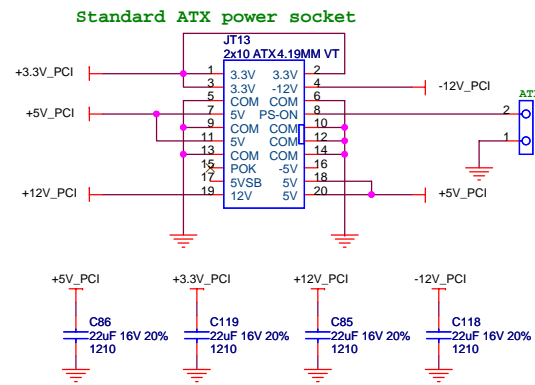 Standard ATX power socket
JT13
2x10 ATX4.19MM VT
+3.3V_PCI 1 3.3V 3.3V 2
3 3.3V -12V 4 -12V_PCI
5 COM COM 6
+5V_PCI 7 5V PS-ON 8 2
9 COM COM 10
11 5V COM 12 1
13 COM COM 14
15 POK -5V 16
17 5VSB 5V 18
+12V_PCI 19 12V 5V 20 +5V_PCI
+5V_PCI +3.3V_PCI +12V_PCI -12V_PCI
C86 C119 C85 C118
22uF 16V 20% 22uF 16V 20% 22uF 16V 20% 22uF 16V 20%
1210 1210 1210 1210